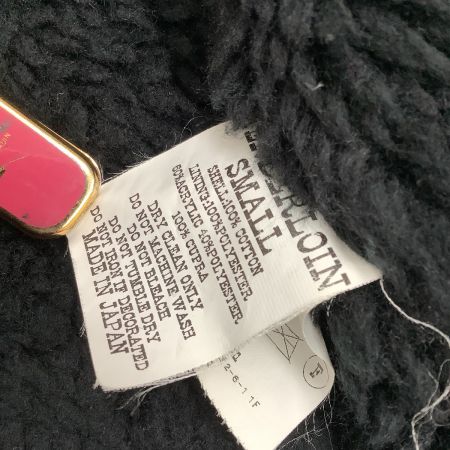 TENDERLOIN
SMALL
SHELL:100% COTTON
LINING:100%POLYESTER
60%ACRYLIC 40%POLYESTER
100% CUPRA
DRY CLEAN ONLY
DO NOT MACHINE WASH
DO NOT BLEACH
DO NOT TUMBLE DRY
DO NOT IRON IF DECORATED
MADE IN JAPAN